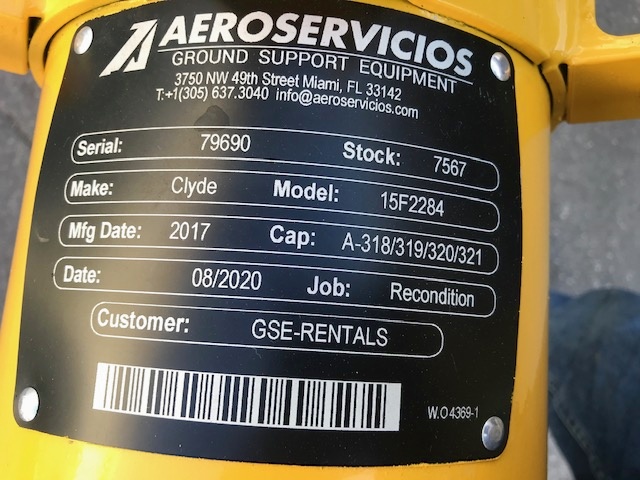 AEROSERVICIOS
GROUND SUPPORT EQUIPMENT
3750 NW 49th Street Miami, FL 33142
T:+1(305) 637.3040 info@aeroservicios.com
Serial: 79690 Stock: 7567
Make: Clyde Model: 15F2284
Mfg Date: 2017 Cap: A-318/319/320/321
Date: 08/2020 Job: Recondition
Customer: GSE-RENTALS
W.O 4369-1